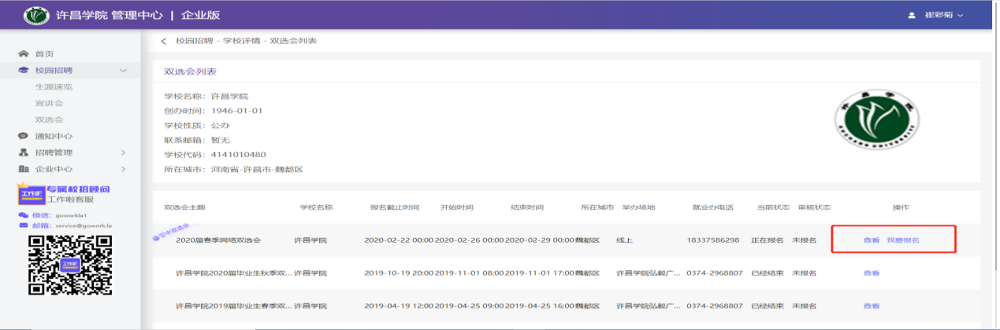 许昌学院 管理中心 | 企业版
崔彩菊
校园招聘 - 学校详情 - 双选会列表
首页
校园招聘
生源速览
宣讲会
双选会
通知中心
招聘管理
企业中心
工作啦
专属校招顾问
工作啦客服
微信：goworkla1
邮箱：service@gowork.la
双选会列表
学校名称：许昌学院
创办时间：1946-01-01
学校性质：公办
联系邮箱：暂无
学校代码：4141010480
所在城市：河南省-许昌市-魏都区
双选会主题 学校名称 报名截止时间 开始时间 结束时间 所在城市 举办场地 就业办电话 当前状态 审核状态 操作
空中双选会
2020届春季网络双选会 许昌学院 2020-02-22 00:00 2020-02-26 00:00 2020-02-29 00:00 魏都区 线上 18337586298 正在报名 未报名 查看 我要报名
许昌学院2020届毕业生秋季双... 许昌学院 2019-10-19 20:00 2019-11-01 08:00 2019-11-01 17:00 魏都区 许昌学院弘毅广... 0374-2968807 已经结束 未报名 查看
许昌学院2019届毕业生春季双... 许昌学院 2019-04-19 12:00 2019-04-25 09:00 2019-04-25 16:00 魏都区 许昌学院弘毅广... 0374-2968807 已经结束 未报名 查看